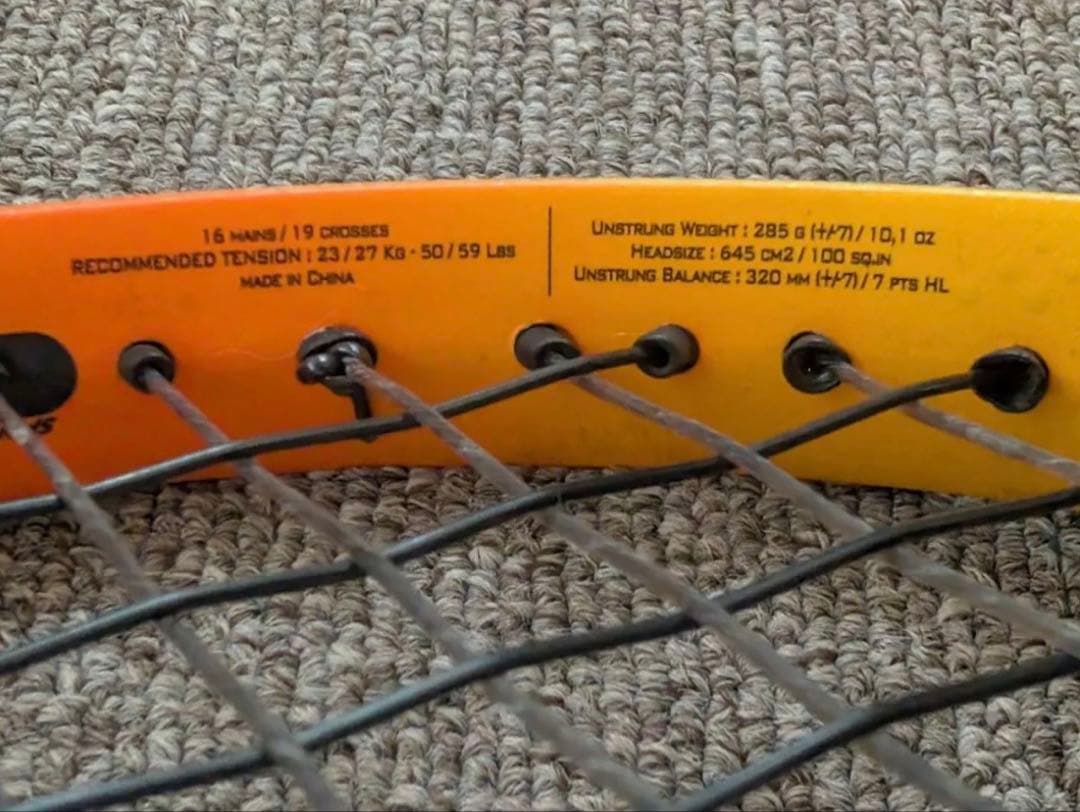 16 MAINS / 19 CROSSES
RECOMMENDED TENSION : 23 / 27 KG - 50 / 59 LBS
MADE IN CHINA
UNSTRUNG WEIGHT : 285 G (+/-7) / 10,1 OZ
HEADSIZE : 645 CM2 / 100 SQ.IN
UNSTRUNG BALANCE : 320 MM (+/-7) / 7 PTS HL